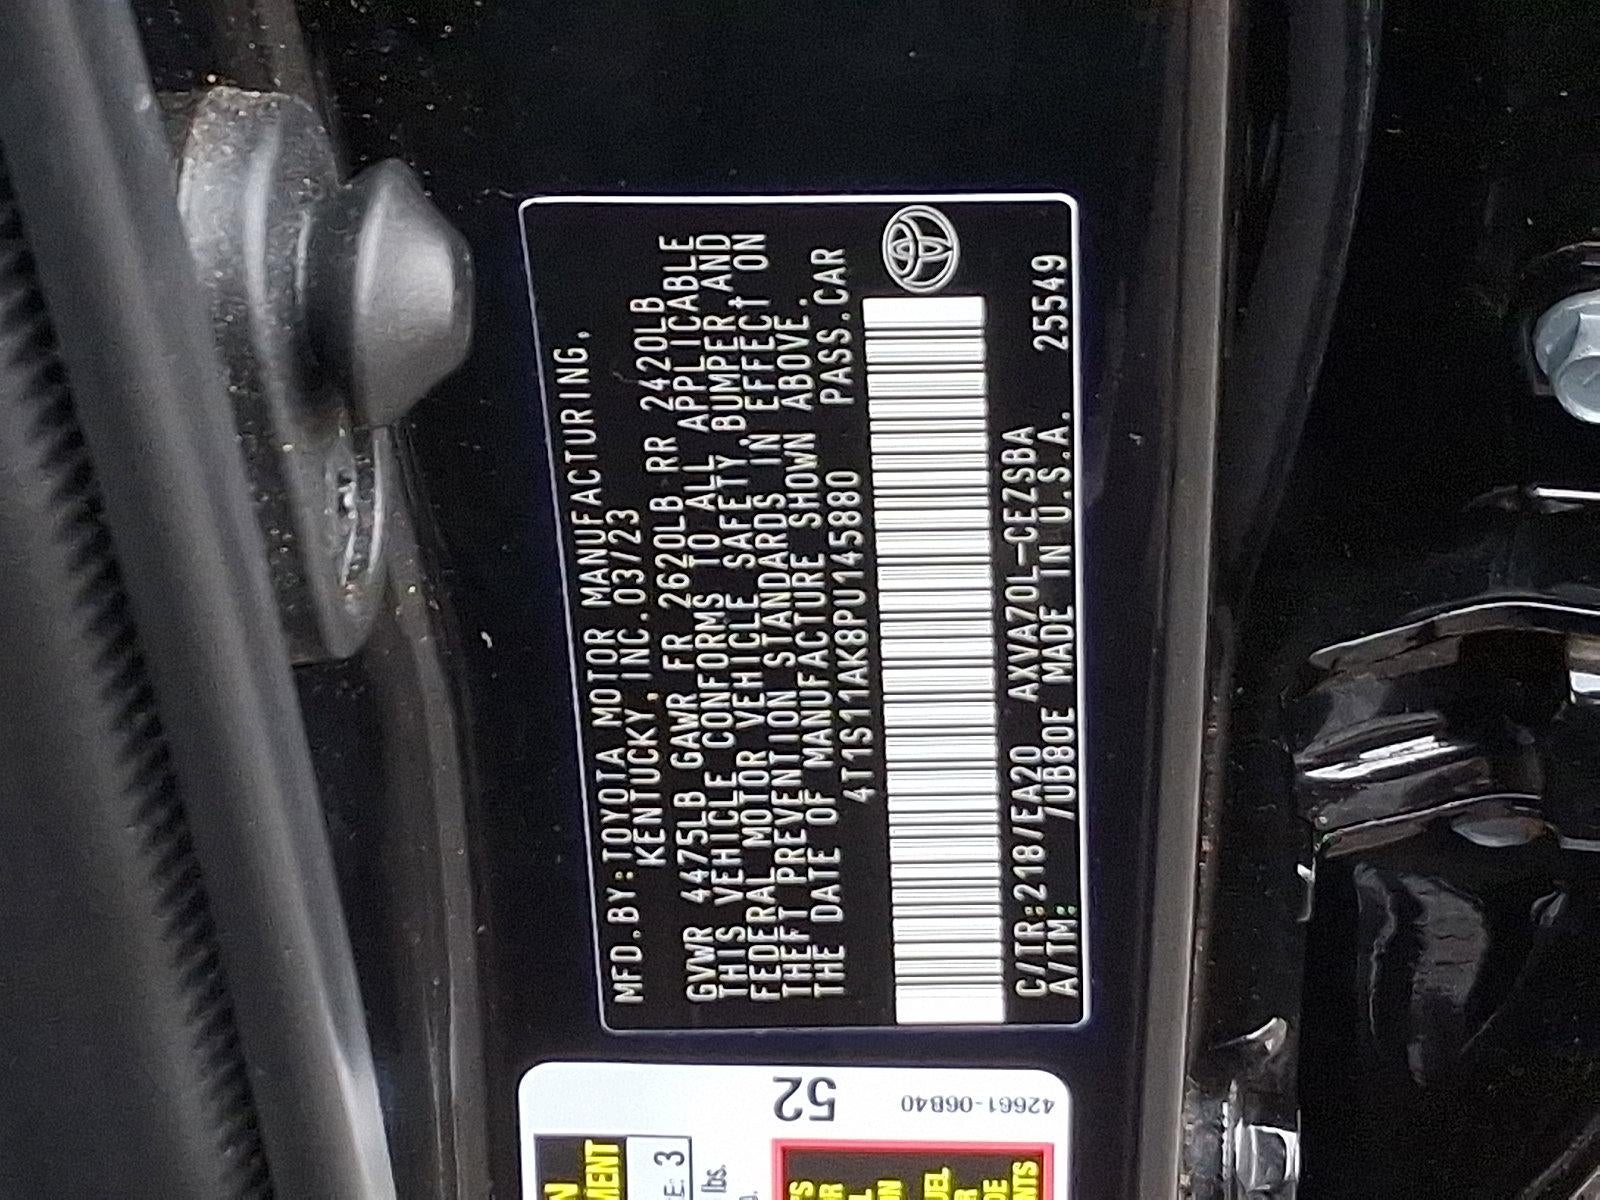 MFD.BY:TOYOTA MOTOR MANUFACTURING,
KENTUCKY, INC.03/23
GVWR 4475LB GAWR FR 2620LB RR 2420LB
THIS VEHICLE CONFORMS TO ALL APPLICABLE
FEDERAL MOTOR VEHICLE SAFETY,BUMPER,AND
THEFT PREVENTION STANDARDS IN EFFECT ON
THE DATE OF MANUFACTURE SHOWN ABOVE.
4T1S11AK8PU145880 PASS.CAR
C/TR:218/EA20 AXVA70L-CEZSBA
A/TM: /UB80E MADE IN U.S.A. 25549
52
42661-06B40
3
lbs.